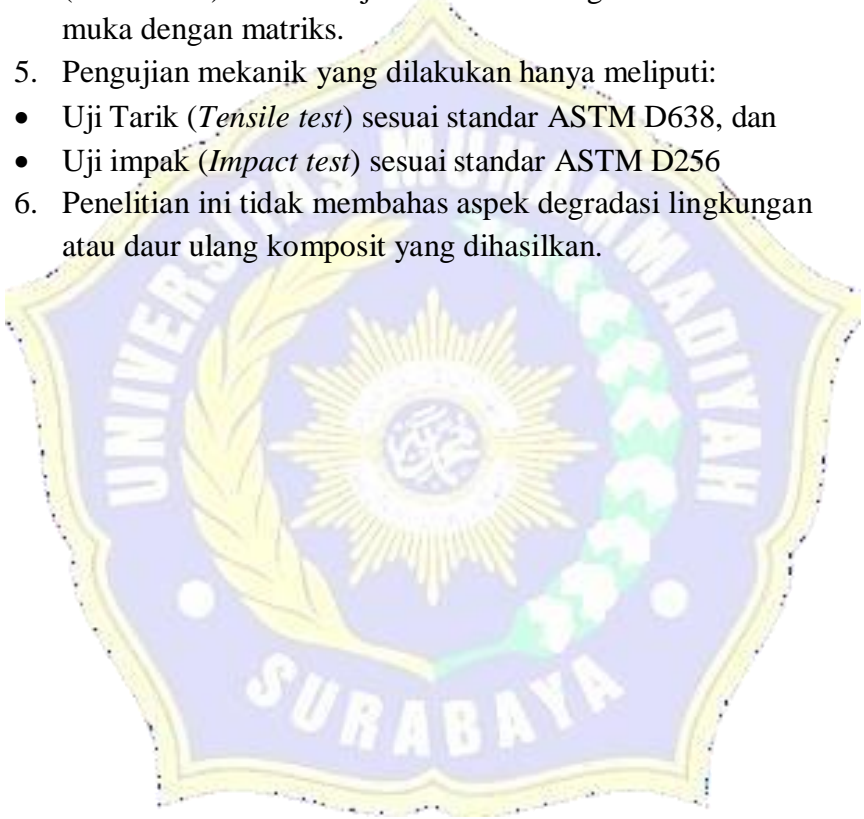 muka dengan matriks.
5. Pengujian mekanik yang dilakukan hanya meliputi:
• Uji Tarik (Tensile test) sesuai standar ASTM D638, dan
• Uji impak (Impact test) sesuai standar ASTM D256
6. Penelitian ini tidak membahas aspek degradasi lingkungan
atau daur ulang komposit yang dihasilkan.
UNIVERSITAS MUHAMMADIYAH
SURABAYA